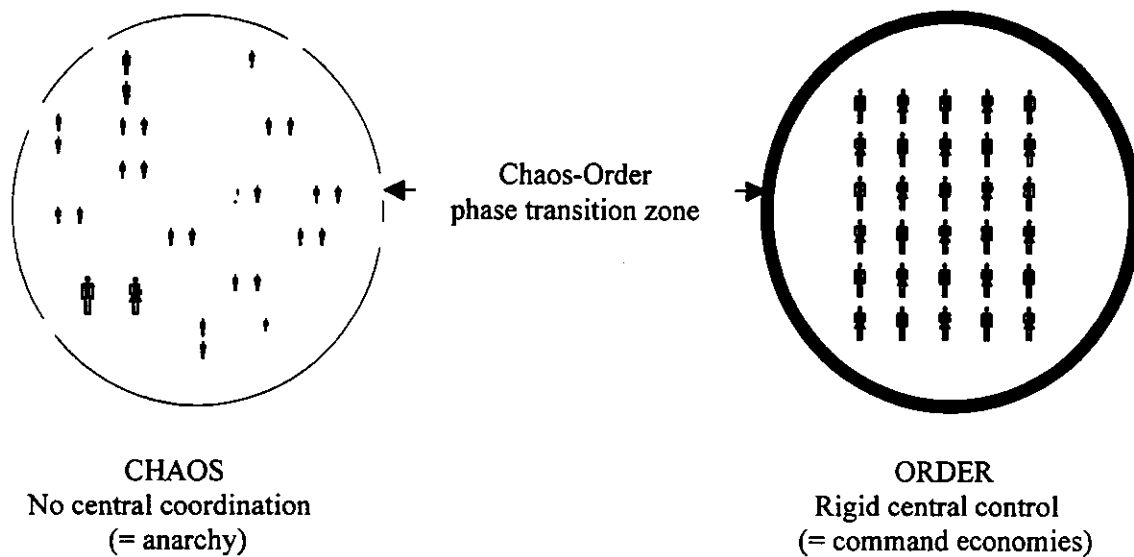 Chaos-Order
phase transition zone
CHAOS
No central coordination
(= anarchy)
ORDER
Rigid central control
(= command economies)